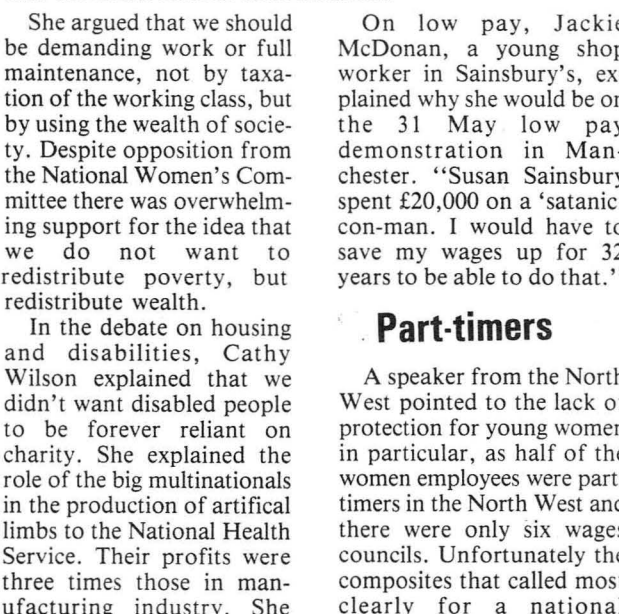 She argued that we should
be demanding work or full
maintenance, not by taxa-
tion of the working class, but
by using the wealth of socie-
ty. Despite opposition from
the National Women's Com-
mittee there was overwhelm-
ing support for the idea that
we do not want to
redistribute poverty, but
redistribute wealth.
In the debate on housing
and disabilities, Cathy
Wilson explained that we
didn't want disabled people
to be forever reliant on
charity. She explained the
role of the big multinationals
in the production of artifical
limbs to the National Health
Service. Their profits were
three times those in man-
ufacturing industry. She
On low pay, Jackie
McDonan, a young shop
worker in Sainsbury's, ex
plained why she would be on
the 31 May low pay
demonstration in Man-
chester. "Susan Sainsbury
spent £20,000 on a 'satanic'
con-man. I would have to
save my wages up for 32
years to be able to do that.'
Part-timers
A speaker from the North
West pointed to the lack of
protection for young women
in particular, as half of the
women employees were part
timers in the North West and
there were only six wages
councils. Unfortunately the
composites that called most
clearly for a national